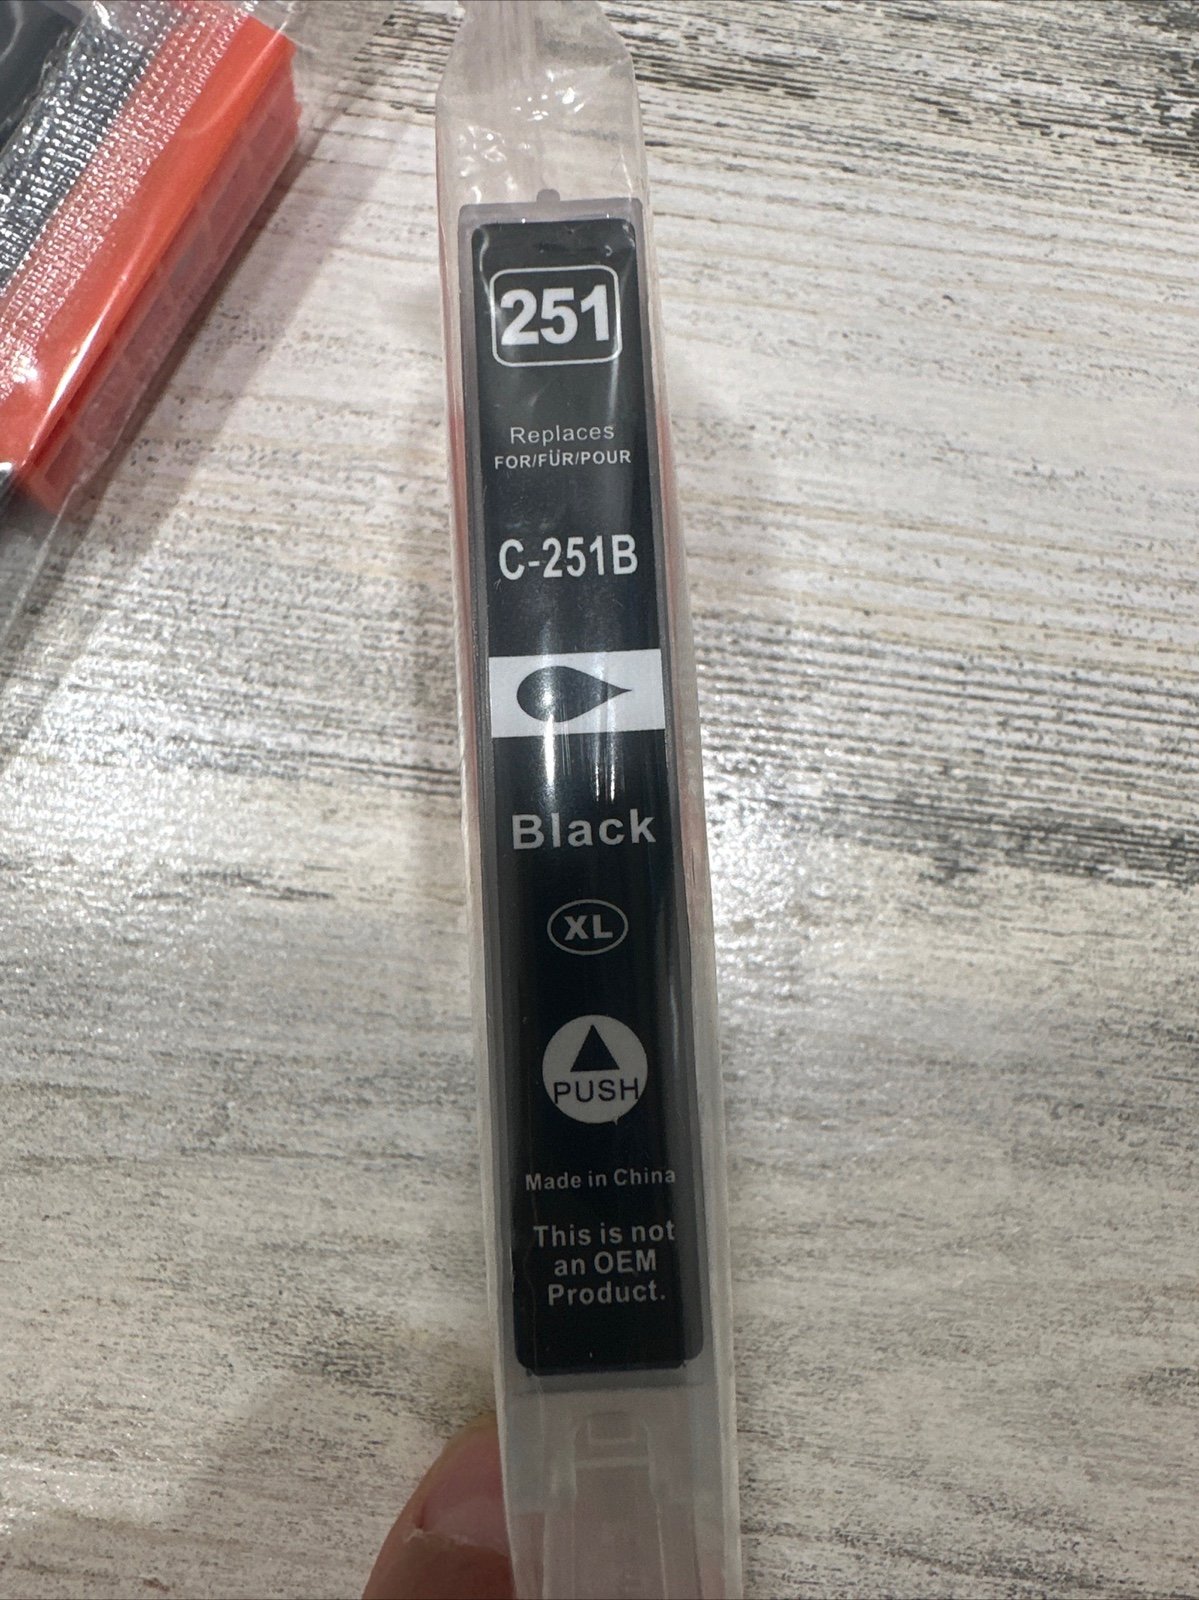 251
Replaces
FOR/FÜR/POUR
C-251B
Black
XL
PUSH
Made in China
This is not
an OEM
Product.